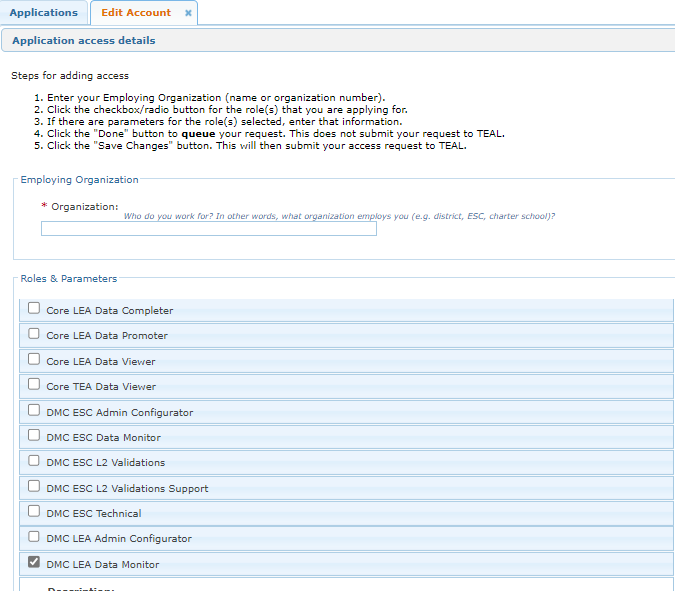 Applications
Edit Account
Application access details
Steps for adding access
1. Enter your Employing Organization (name or organization number).
2. Click the checkbox/radio button for the role(s) that you are applying for.
3. If there are parameters for the role(s) selected, enter that information.
4. Click the "Done" button to queue your request. This does not submit your request to TEAL.
5. Click the "Save Changes" button. This will then submit your access request to TEAL.
Employing Organization
* Organization:
Who do you work for? In other words, what organization employs you (e.g. district, ESC, charter school)?
Roles & Parameters
Core LEA Data Completer
Core LEA Data Promoter
Core LEA Data Viewer
Core TEA Data Viewer
DMC ESC Admin Configurator
DMC ESC Data Monitor
DMC ESC L2 Validations
DMC ESC L2 Validations Support
DMC ESC Technical
DMC LEA Admin Configurator
DMC LEA Data Monitor
Description: